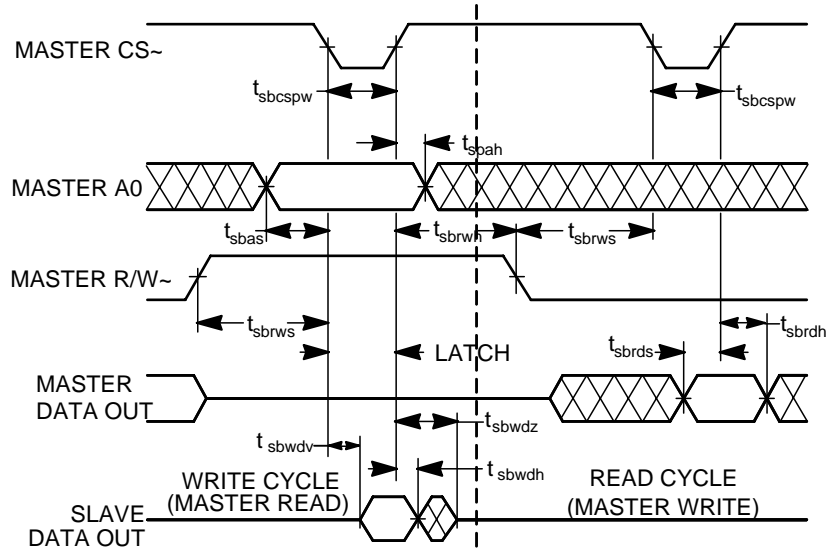 MASTER CS~
tsbcspw
tsbcspw
tsbah
MASTER A0
tsbas
tsbrwh
tsbrws
MASTER R/W~
tsbrws
tsbrds
tsbrdh
LATCH
MASTER
DATA OUT
tsbwdz
t sbwdv
t sbwdh
WRITE CYCLE
(MASTER READ)
READ CYCLE
(MASTER WRITE)
SLAVE
DATA OUT